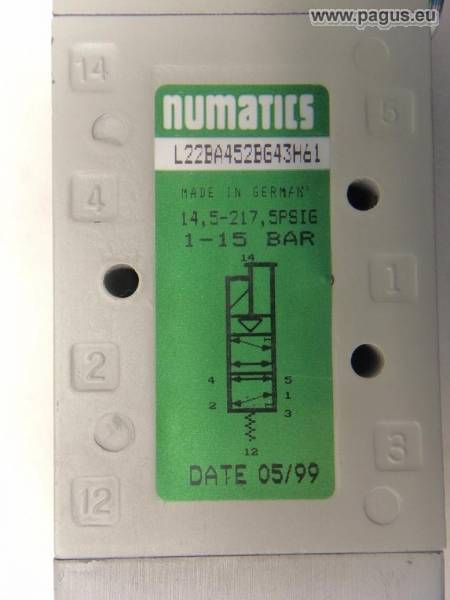 www.pagus.eu
14
5
NUMATICS
L22BA452BG43H61
MADE IN GERMANY
4
14,5-217,5PSIG
1-15 BAR
14
1
2
4 5
1
2 3
12
3
DATE 05/99
12